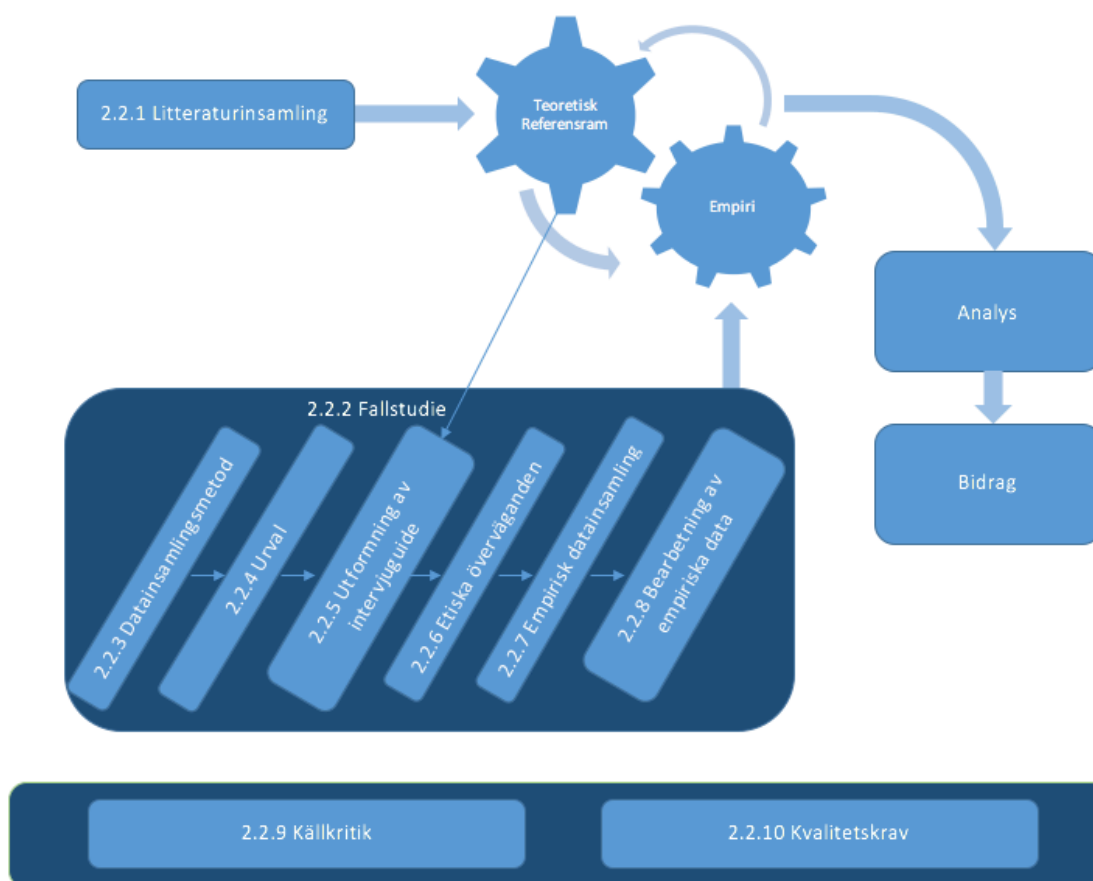 2.2.1 Litteraturinsamling
Teoretisk
Referensram
Empiri
Analys
Bidrag
2.2.2 Fallstudie
2.2.3 Datainsamlingsmetod
2.2.4 Urval
2.2.5 Utformning av
intervjuguide
2.2.6 Etiska överväganden
2.2.7 Empirisk datainsamling
2.2.8 Bearbetning av
empiriska data
2.2.9 Källkritik
2.2.10 Kvalitetskrav